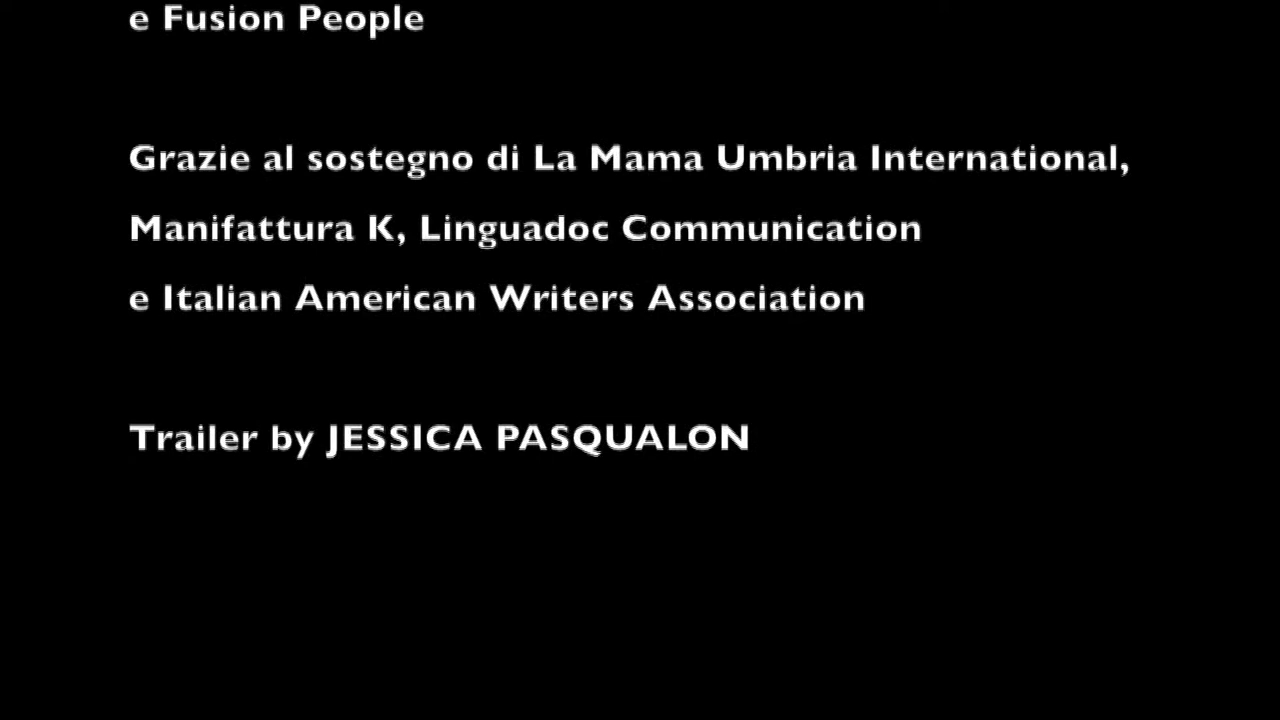 e Fusion People
Grazie al sostegno di La Mama Umbria International,
Manifattura K, Linguadoc Communication
e Italian American Writers Association
Trailer by JESSICA PASQUALON